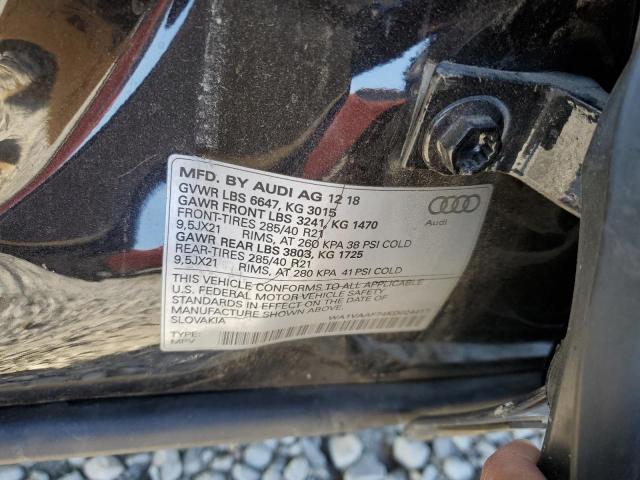 MFD. BY AUDI AG 12 18
GVWR LBS 6647, KG 3015
GAWR FRONT LBS 3241, KG 1470
FRONT-TIRES 285/40 R21
9,5JX21 RIMS, AT 260 KPA 38 PSI COLD
GAWR REAR LBS 3803, KG 1725
REAR-TIRES 285/40 R21
9,5JX21 RIMS, AT 280 KPA 41 PSI COLD
Audi
THIS VEHICLE CONFORMS TO ALL APPLICABLE
U.S. FEDERAL MOTOR VEHICLE SAFETY
STANDARDS IN EFFECT ON THE DATE OF
MANUFACTURE SHOWN ABOVE.
SLOVAKIA
TYPE:
MPV